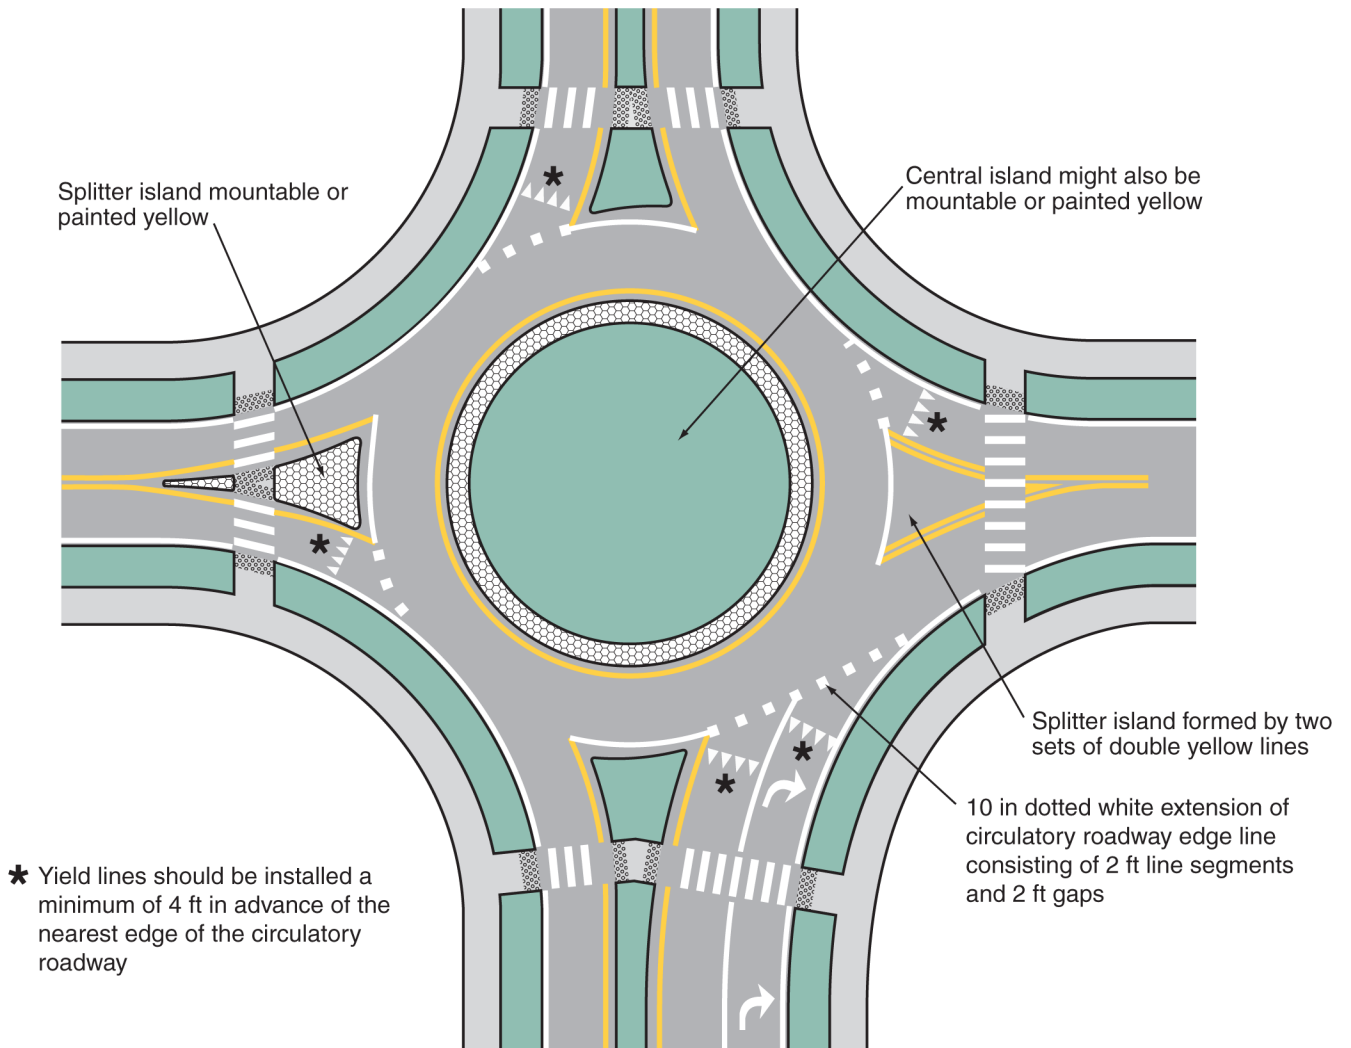 Splitter island mountable or
painted yellow
Central island might also be
mountable or painted yellow
Splitter island formed by two
sets of double yellow lines
10 in dotted white extension of
circulatory roadway edge line
consisting of 2 ft line segments
and 2 ft gaps
* Yield lines should be installed a
minimum of 4 ft in advance of the
nearest edge of the circulatory
roadway